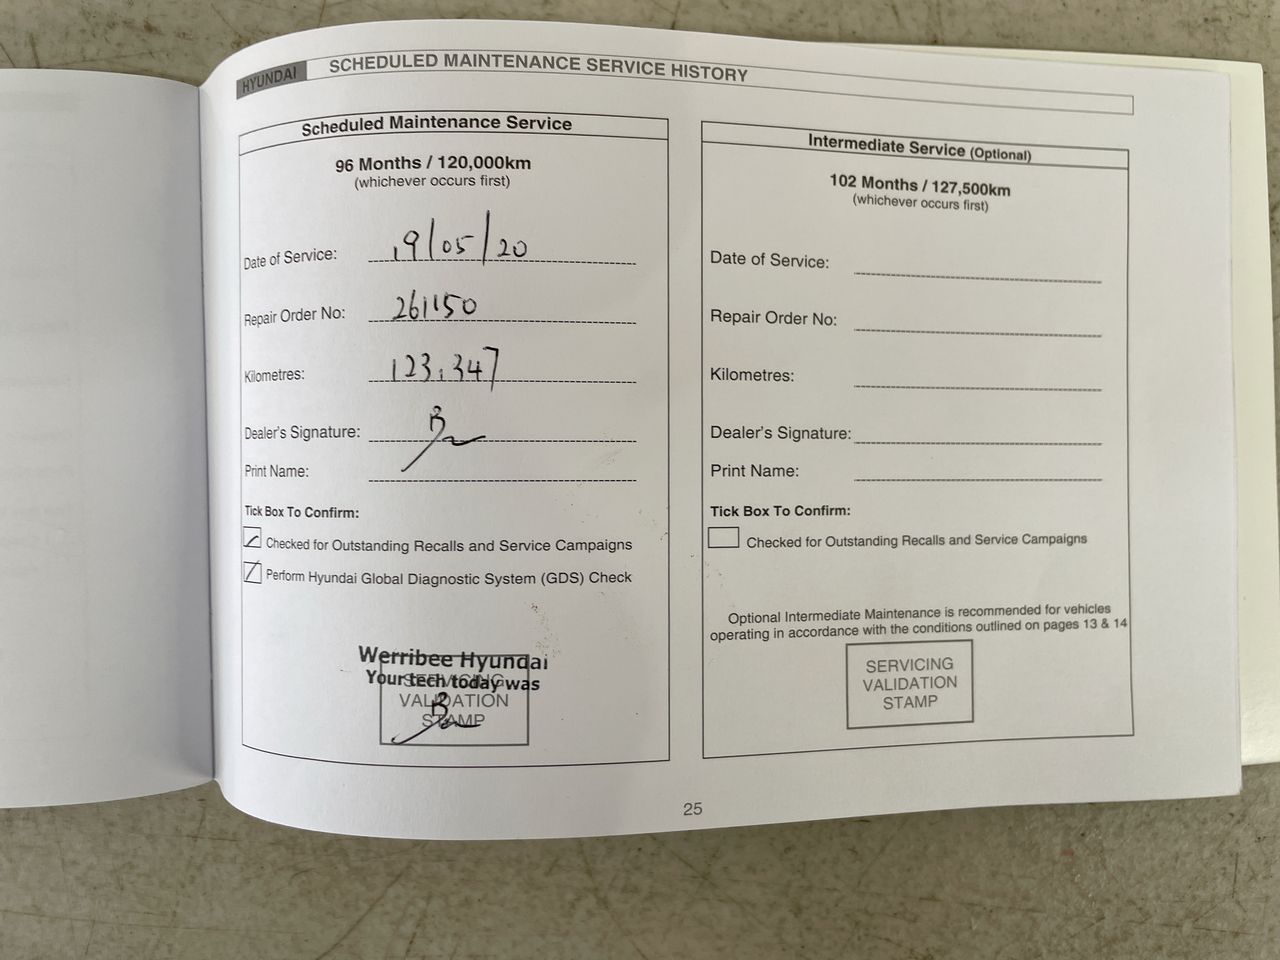 HYUNDAI SCHEDULED MAINTENANCE SERVICE HISTORY
Scheduled Maintenance Service
96 Months / 120,000km
(whichever occurs first)
Date of Service: 19/05/20
Repair Order No: 261150
Kilometres: 123,347
Dealer's Signature:
Print Name:
Tick Box To Confirm:
Checked for Outstanding Recalls and Service Campaigns
Perform Hyundai Global Diagnostic System (GDS) Check
Werribee Hyundai
Your tech today was
SERVICING
VALIDATION
STAMP
Intermediate Service (Optional)
102 Months / 127,500km
(whichever occurs first)
Date of Service:
Repair Order No:
Kilometres:
Dealer's Signature:
Print Name:
Tick Box To Confirm:
Checked for Outstanding Recalls and Service Campaigns
Optional Intermediate Maintenance is recommended for vehicles
operating in accordance with the conditions outlined on pages 13 & 14
SERVICING
VALIDATION
STAMP
25